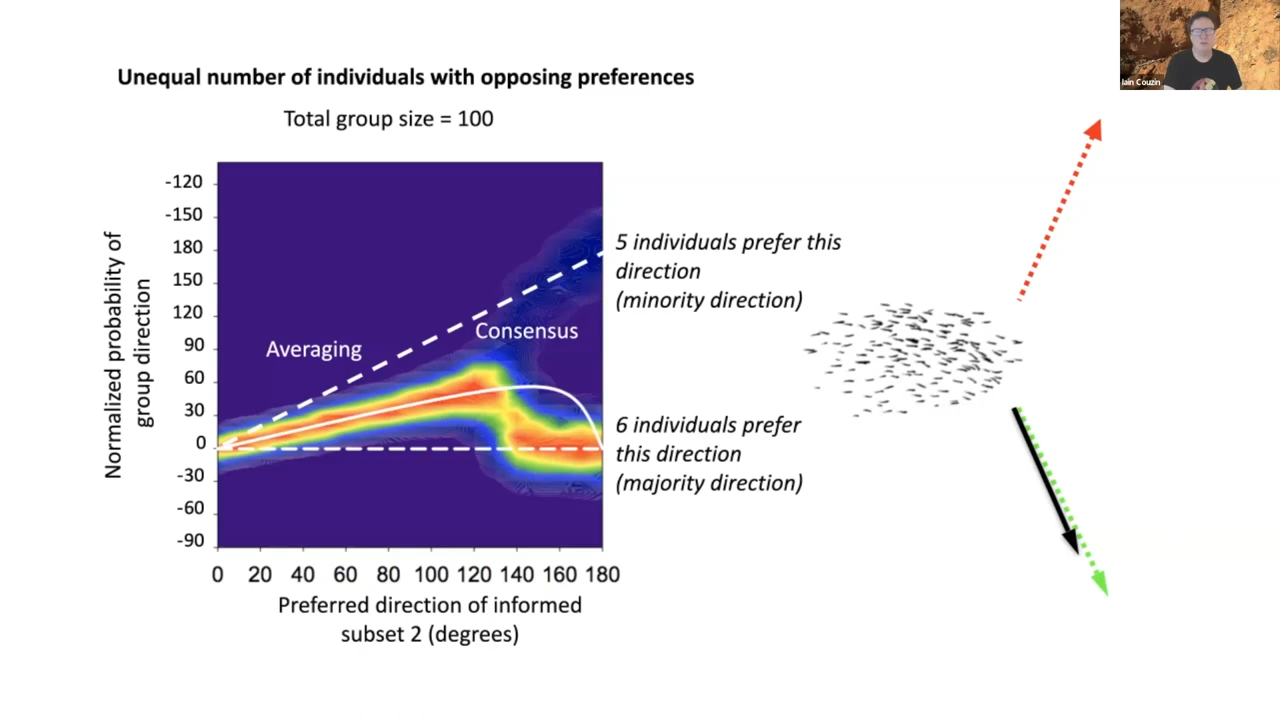 Iain Couzin
Unequal number of individuals with opposing preferences
Total group size = 100
Normalized probability of
group direction
-120
-150
180
150
120
90
60
30
0
-30
-60
-90
Averaging
Consensus
0 20 40 60 80 100 120 140 160 180
Preferred direction of informed
subset 2 (degrees)
5 individuals prefer this
direction
(minority direction)
6 individuals prefer
this direction
(majority direction)